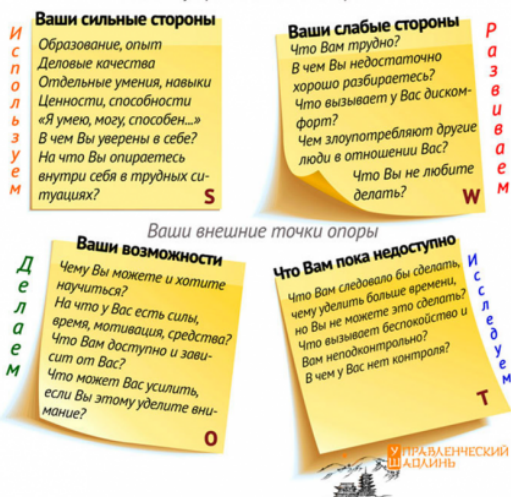 Используем
Ваши сильные стороны
Образование, опыт
Деловые качества
Отдельные умения, навыки
Ценности, способности
«Я умею, могу, способен...»
В чем Вы уверены в себе?
На что Вы опираетесь
внутри себя в трудных си-
туациях?
S
Ваши слабые стороны
Что Вам трудно?
В чем Вы недостаточно
хорошо разбираетесь?
Что вызывает у Вас диском-
форт?
Чем злоупотребляют другие
люди в отношении Вас?
Что Вы не любите
делать?
W
Развиваем
Ваши внешние точки опоры
Делаем
Ваши возможности
Чему Вы можете и хотите
научиться?
На что у Вас есть силы,
время, мотивация, средства?
Что Вам доступно и зави-
сит от Вас?
Что может Вас усилить,
если Вы этому уделите вни-
мание?
O
Что Вам пока недоступно
Что Вам следовало бы сделать,
чему уделить больше времени,
но Вы не можете это сделать?
Что вызывает беспокойство и
Вам неподконтрольно?
В чем у Вас нет контроля?
T
Исследуем
УПРАВЛЕНЧЕСКИЙ
ШАОЛИНЬ